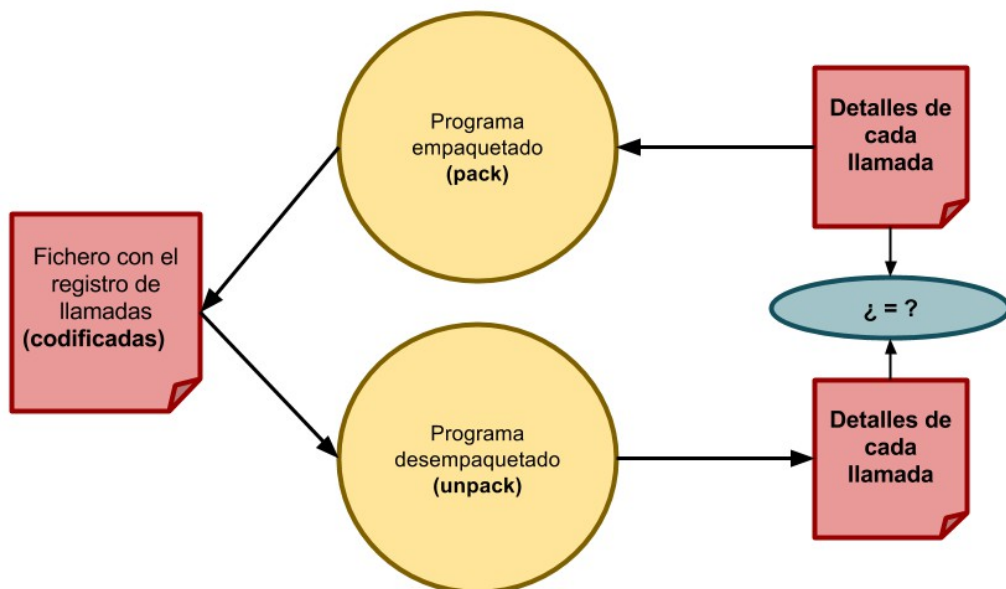 Programa
empaquetado
(pack)
Detalles de
cada
llamada
Fichero con el
registro de
llamadas
(codificadas)
¿ = ?
Programa
desempaquetado
(unpack)
Detalles de
cada
llamada